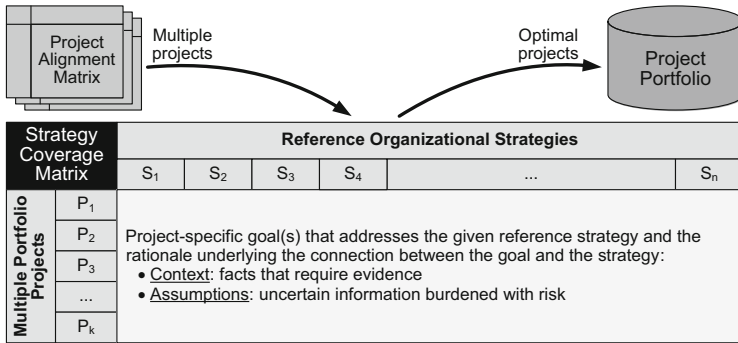 Project
Alignment
Matrix
Multiple
projects
Optimal
projects
Project
Portfolio
Strategy
Coverage
Matrix
Reference Organizational Strategies
S1 S2 S3 S4 ... Sn
Multiple Portfolio
Projects
P1
P2
P3
...
Pk
Project-specific goal(s) that addresses the given reference strategy and the
rationale underlying the connection between the goal and the strategy:
• Context: facts that require evidence
• Assumptions: uncertain information burdened with risk